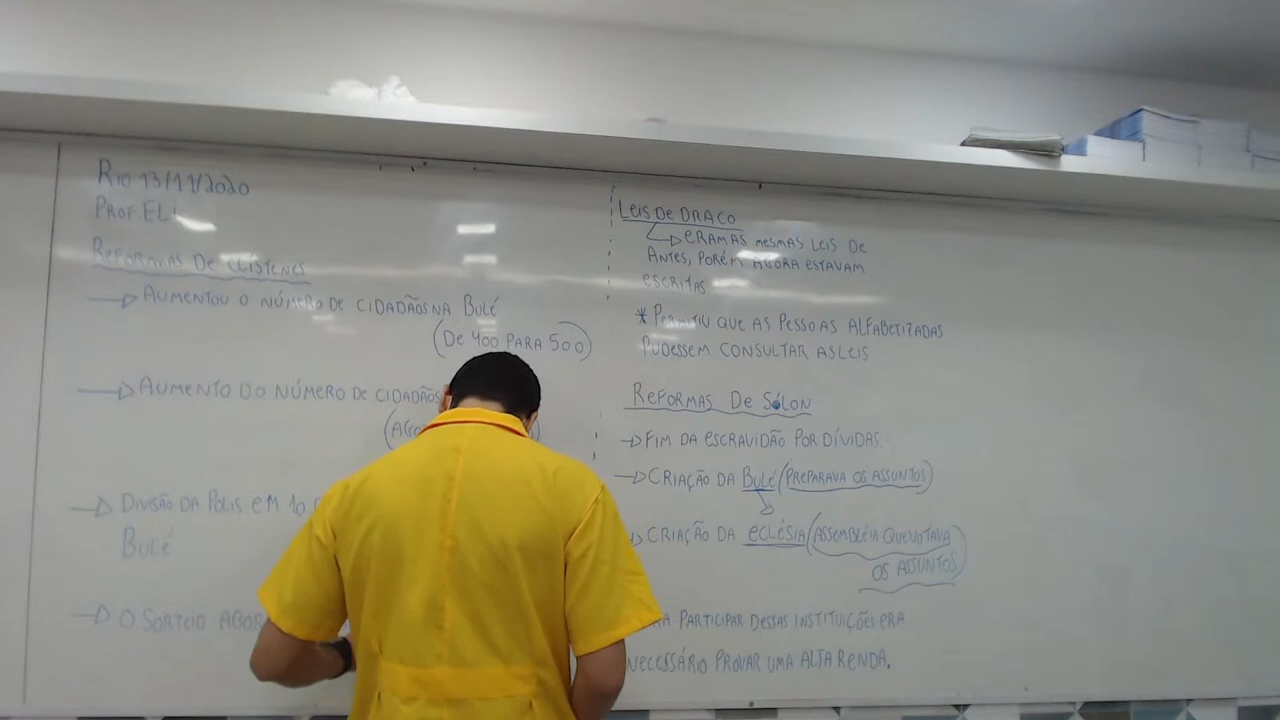 RIO 13/11/2020
PROF. ELI
REFORMAS DE CLISTENES
AUMENTOU O NÚMERO DE CIDADÃOS NA BULÉ
(DE 400 PARA 500)
AUMENTO DO NÚMERO DE CIDADÃOS
DIVISÃO DA POLIS EM 10
BULÉ
O SORTEIO
LEIS DE DRACO
ERAM AS MESMAS LEIS DE
ANTES, PORÉM AGORA ESTAVAM
ESCRITAS
* PERMITIU QUE AS PESSOAS ALFABETIZADAS
PUDESSEM CONSULTAR AS LEIS
REFORMAS DE SÓLON
FIM DA ESCRAVIDÃO POR DÍVIDAS.
CRIAÇÃO DA BULÉ (PREPARAVA OS ASSUNTOS)
CRIAÇÃO DA ECLÉSIA (ASSEMBLÉIA QUE VOTAVA
OS ASSUNTOS)
PARTICIPAR DESSAS INSTITUIÇÕES ERA
NECESSÁRIO PROVAR UMA ALTA RENDA.